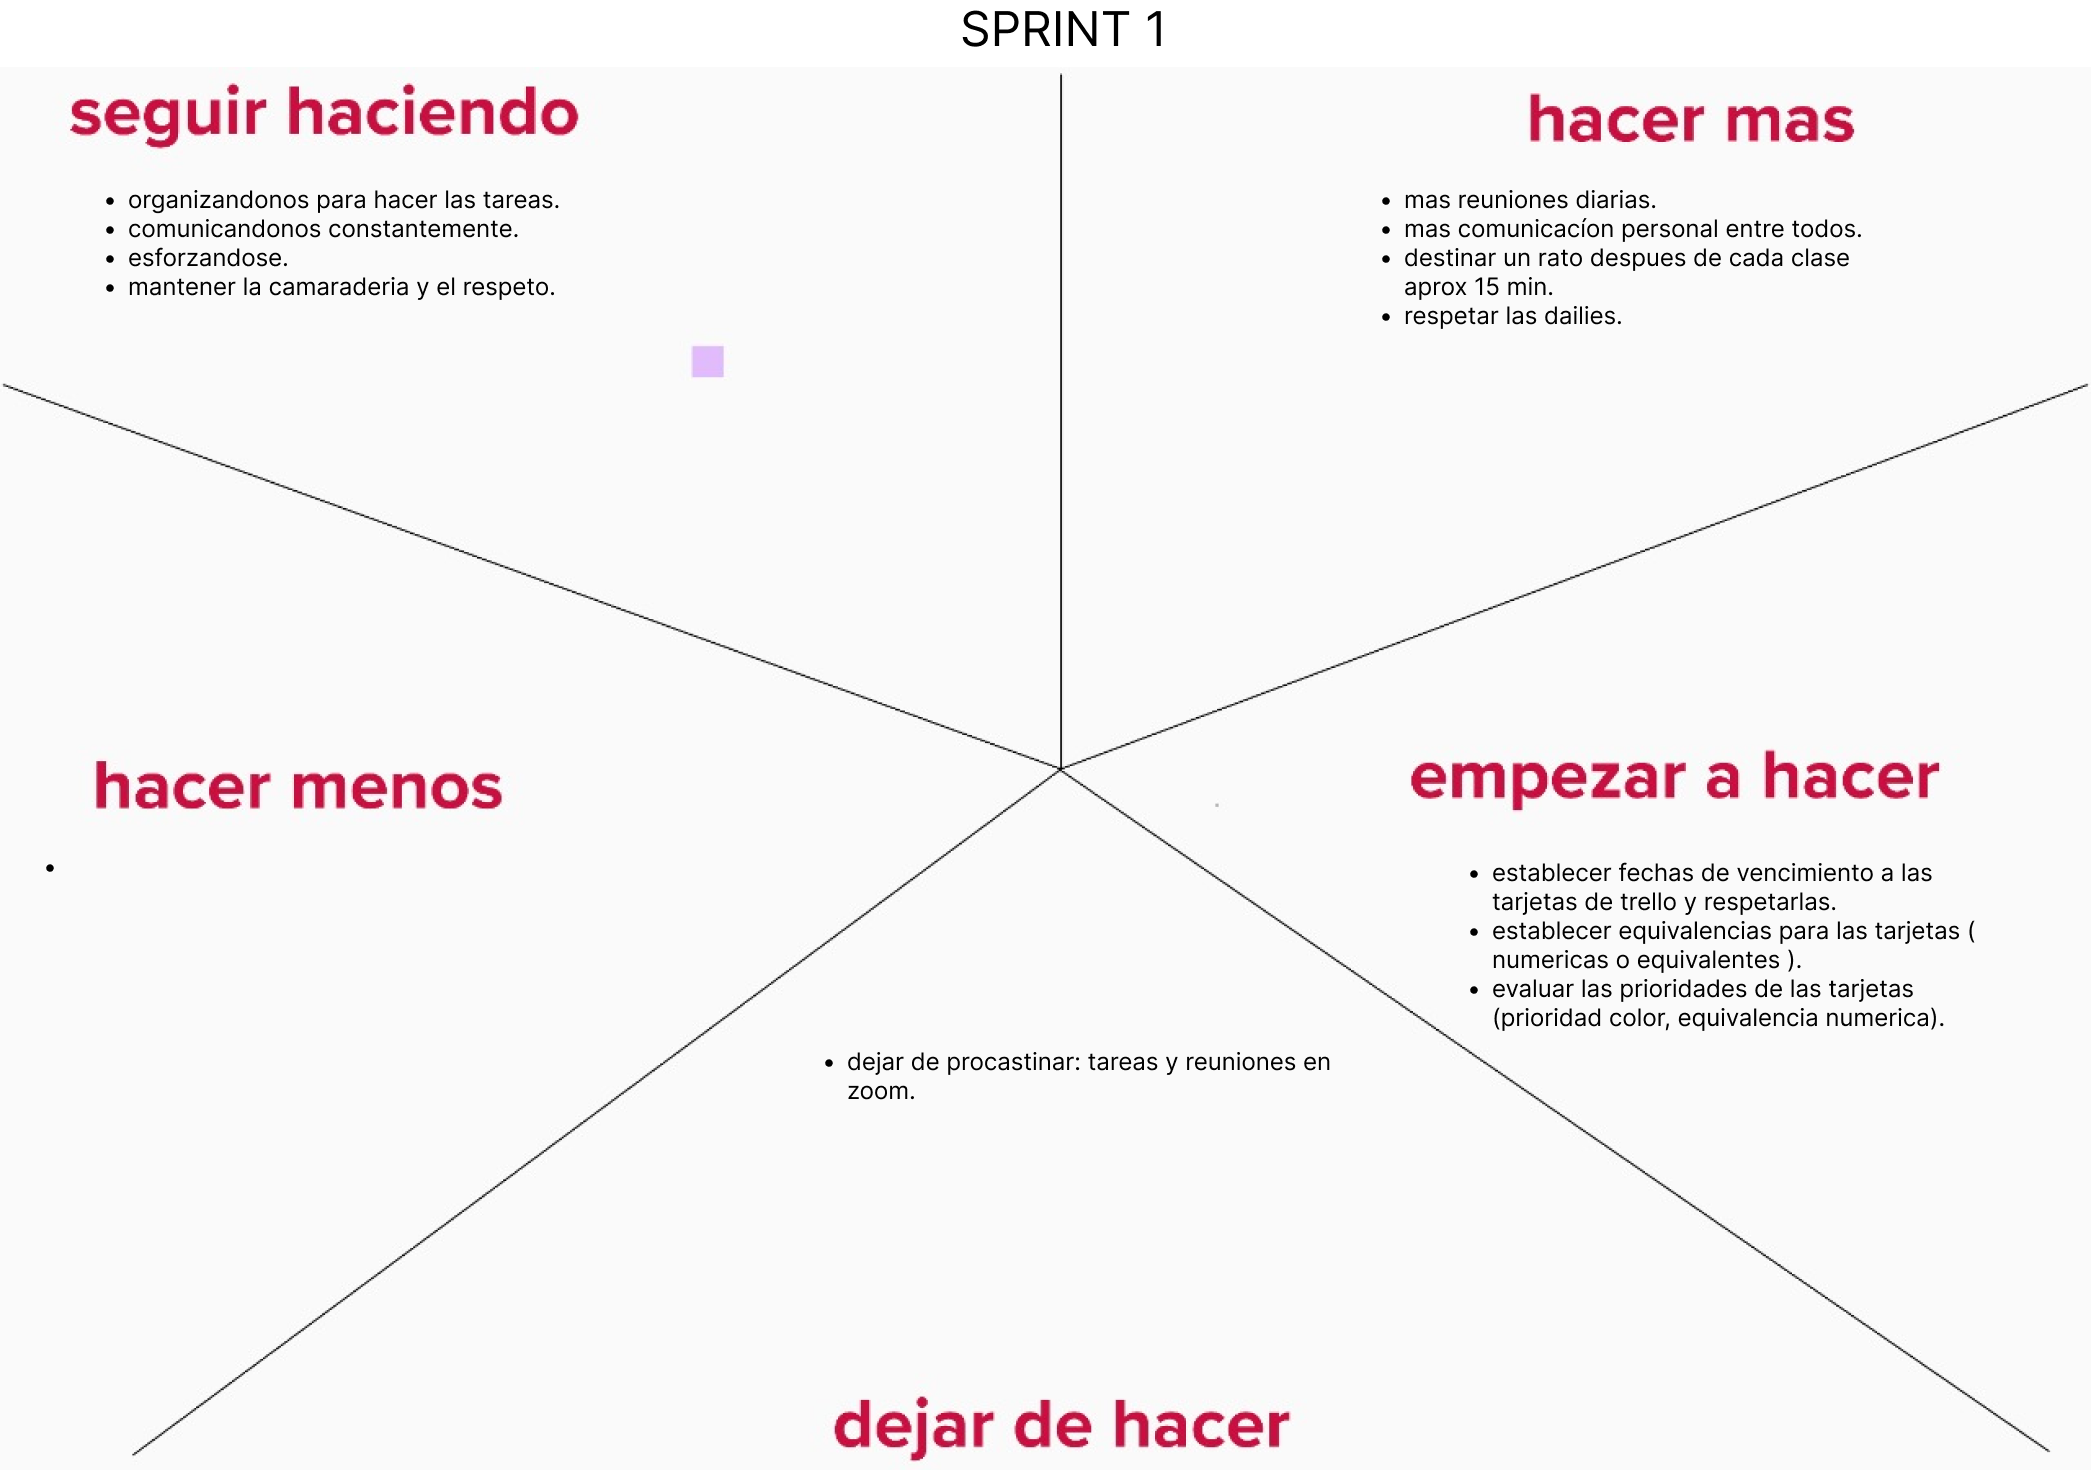 SPRINT 1
seguir haciendo
• organizandonos para hacer las tareas.
• comunicandonos constantemente.
• esforzandose.
• mantener la camaraderia y el respeto.
hacer mas
• mas reuniones diarias.
• mas comunicacíon personal entre todos.
• destinar un rato despues de cada clase
aprox 15 min.
• respetar las dailies.
hacer menos
•
empezar a hacer
• establecer fechas de vencimiento a las
tarjetas de trello y respetarlas.
• establecer equivalencias para las tarjetas (
numericas o equivalentes ).
• evaluar las prioridades de las tarjetas
(prioridad color, equivalencia numerica).
• dejar de procastinar: tareas y reuniones en
zoom.
dejar de hacer